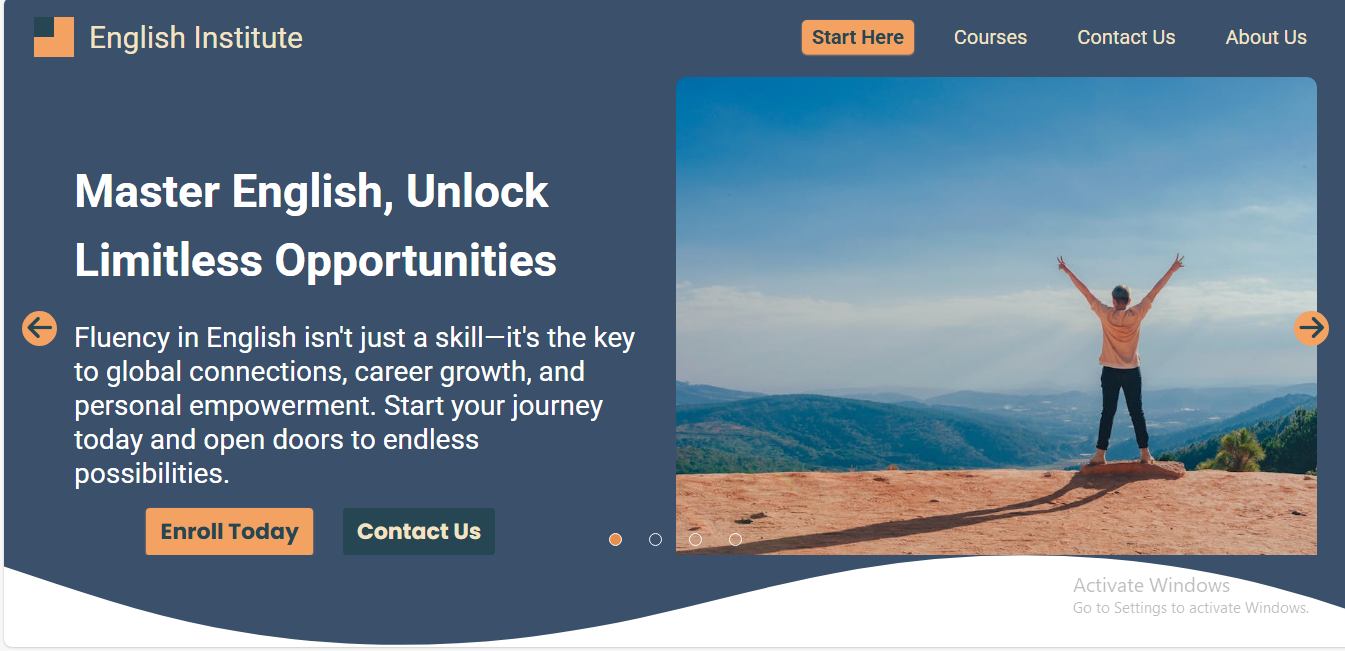 English Institute
Start Here
Courses
Contact Us
About Us
Master English, Unlock
Limitless Opportunities
Fluency in English isn't just a skill—it's the key
to global connections, career growth, and
personal empowerment. Start your journey
today and open doors to endless
possibilities.
Enroll Today
Contact Us
Activate Windows
Go to Settings to activate Windows.